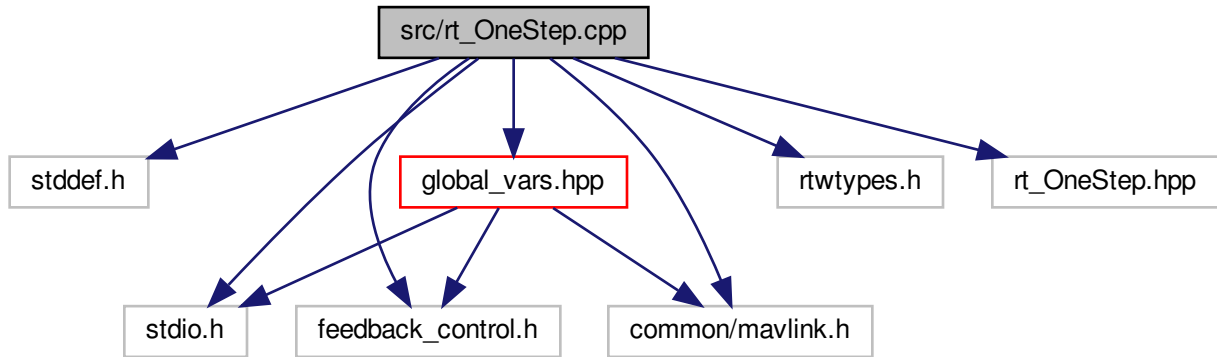 src/rt_OneStep.cpp
stddef.h
global_vars.hpp
rtwtypes.h
rt_OneStep.hpp
stdio.h
feedback_control.h
common/mavlink.h